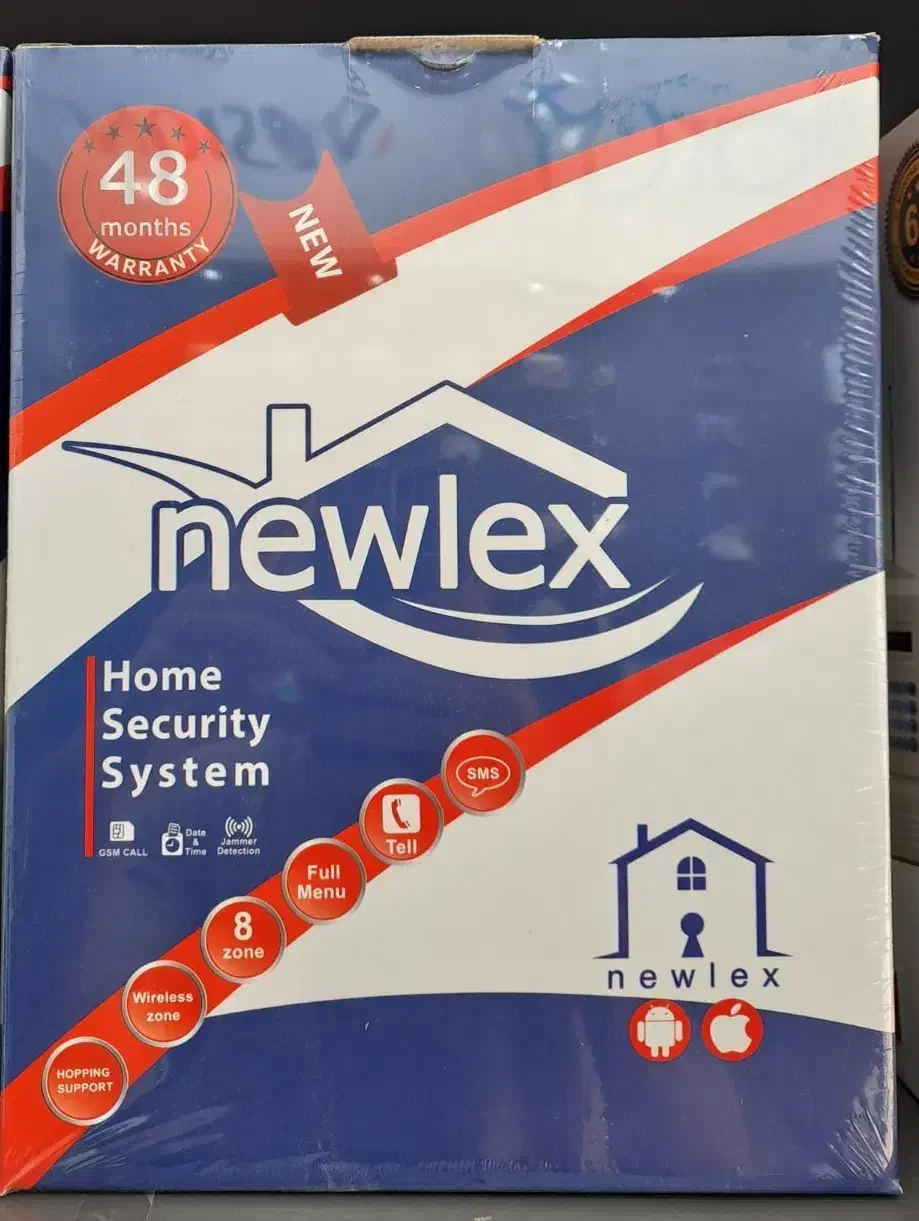 48
months
WARRANTY
NEW
newlex
Home
Security
System
GSM CALL
Date
&
Time
Jammer
Detection
SMS
Tell
Full
Menu
8
zone
Wireless
zone
HOPPING
SUPPORT
newlex